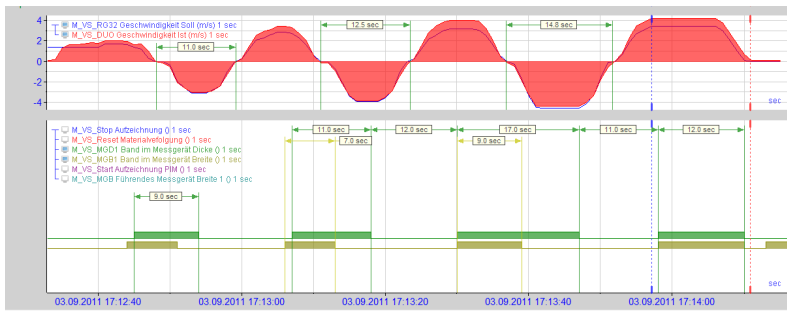 4
2
0
-2
-4
M_VS_RG32 Geschwindigkeit Soll (m/s) 1 sec
M_VS_DUO Geschwindigkeit Ist (m/s) 1 sec
11.0 sec
12.5 sec
14.8 sec
sec
M_VS_Stop Aufzeichnung () 1 sec
M_VS_Reset Materialvefolgung () 1 sec
M_VS_MGD1 Band im Messgerät Dicke () 1 sec
M_VS_MGB1 Band im Messgerät Breite () 1 sec
M_VS_Start Aufzeichnung PIM () 1 sec
M_VS_MGB Führendes Messgerät Breite 1 () 1 sec
11.0 sec
12.0 sec
17.0 sec
11.0 sec
12.0 sec
7.0 sec
9.0 sec
9.0 sec
sec
03.09.2011 17:12:40
03.09.2011 17:13:00
03.09.2011 17:13:20
03.09.2011 17:13:40
03.09.2011 17:14:00